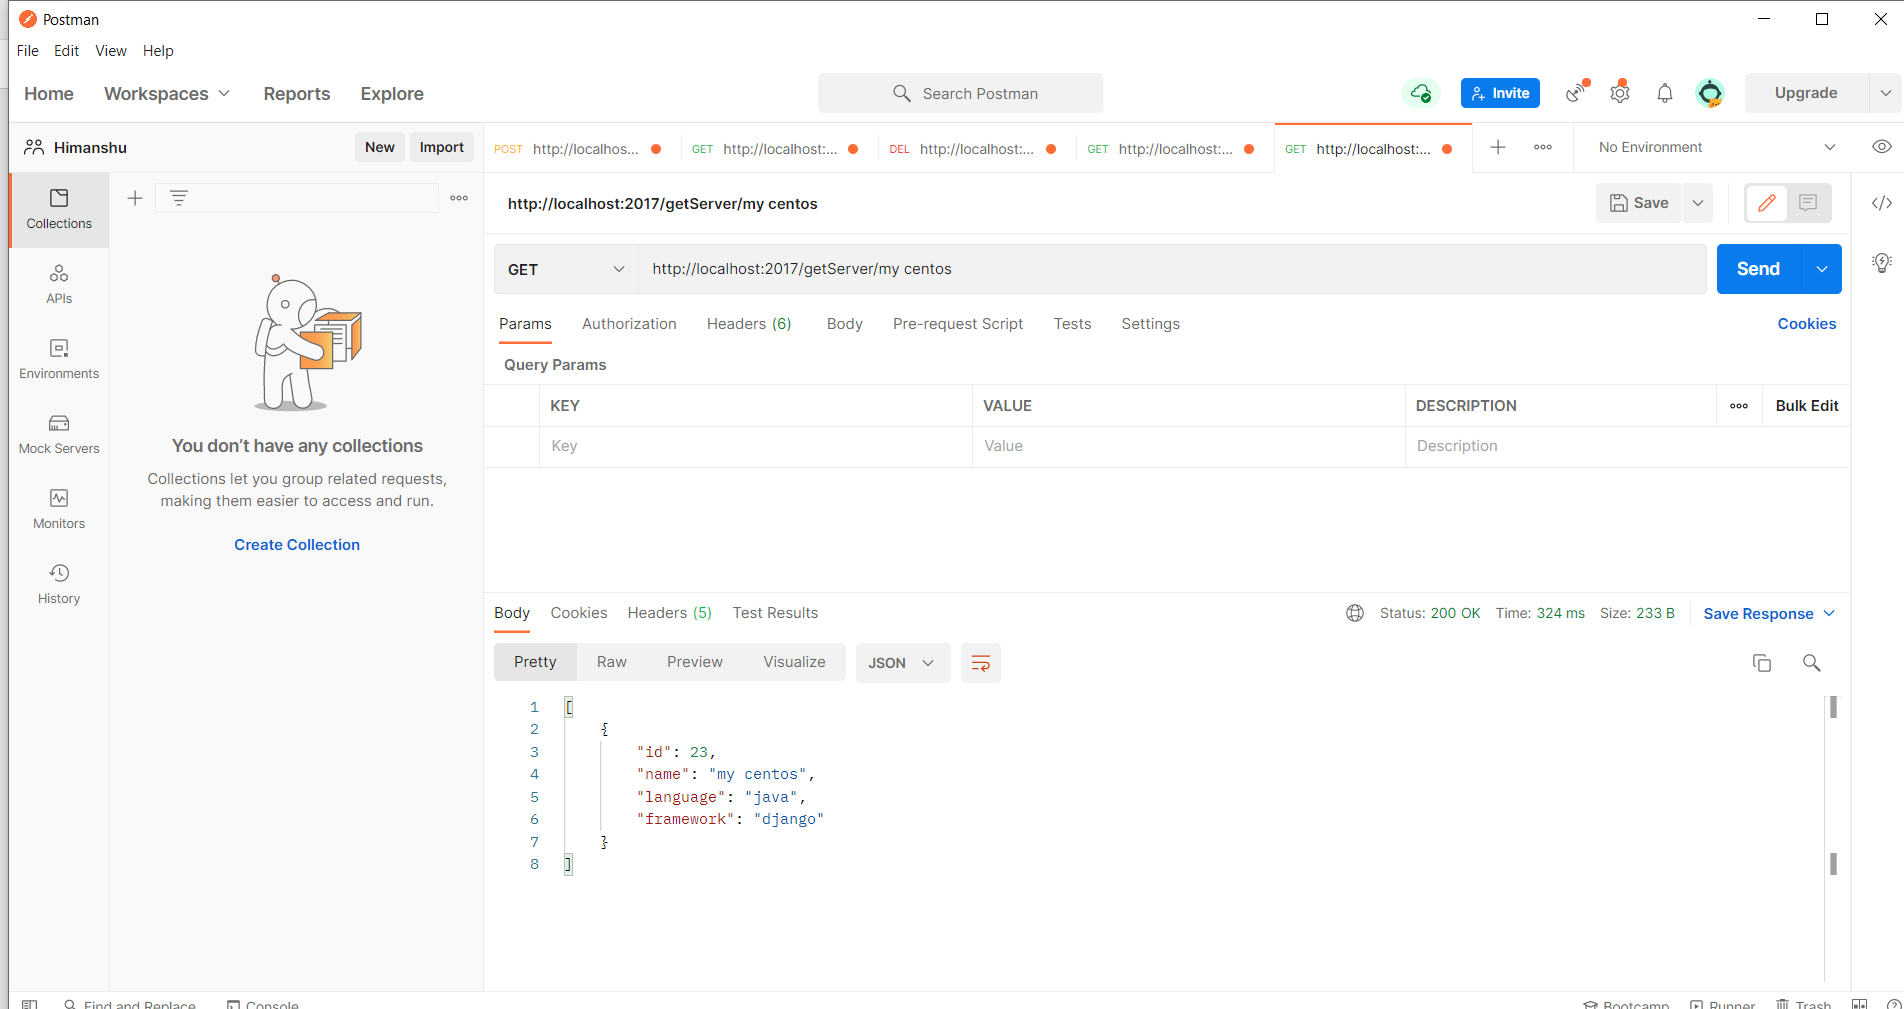 Postman
File Edit View Help
Home Workspaces Reports Explore
Search Postman
Invite
Upgrade
Himanshu
New
Import
POST http://localhos...
GET http://localhost:...
DEL http://localhost:...
GET http://localhost:...
GET http://localhost:...
No Environment
Collections
APIs
Environments
Mock Servers
Monitors
History
You don’t have any collections
Collections let you group related requests,
making them easier to access and run.
Create Collection
http://localhost:2017/getServer/my centos
Save
GET
http://localhost:2017/getServer/my centos
Send
Params Authorization Headers (6) Body Pre-request Script Tests Settings
Cookies
Query Params
KEY VALUE DESCRIPTION
Bulk Edit
Key Value Description
Body Cookies Headers (5) Test Results
Status: 200 OK Time: 324 ms Size: 233 B
Save Response
Pretty Raw Preview Visualize
JSON
1 [
2 {
3 "id": 23,
4 "name": "my centos",
5 "language": "java",
6 "framework": "django"
7 }
8 ]
Find and Replace Console
Bootcamp Runner Trash